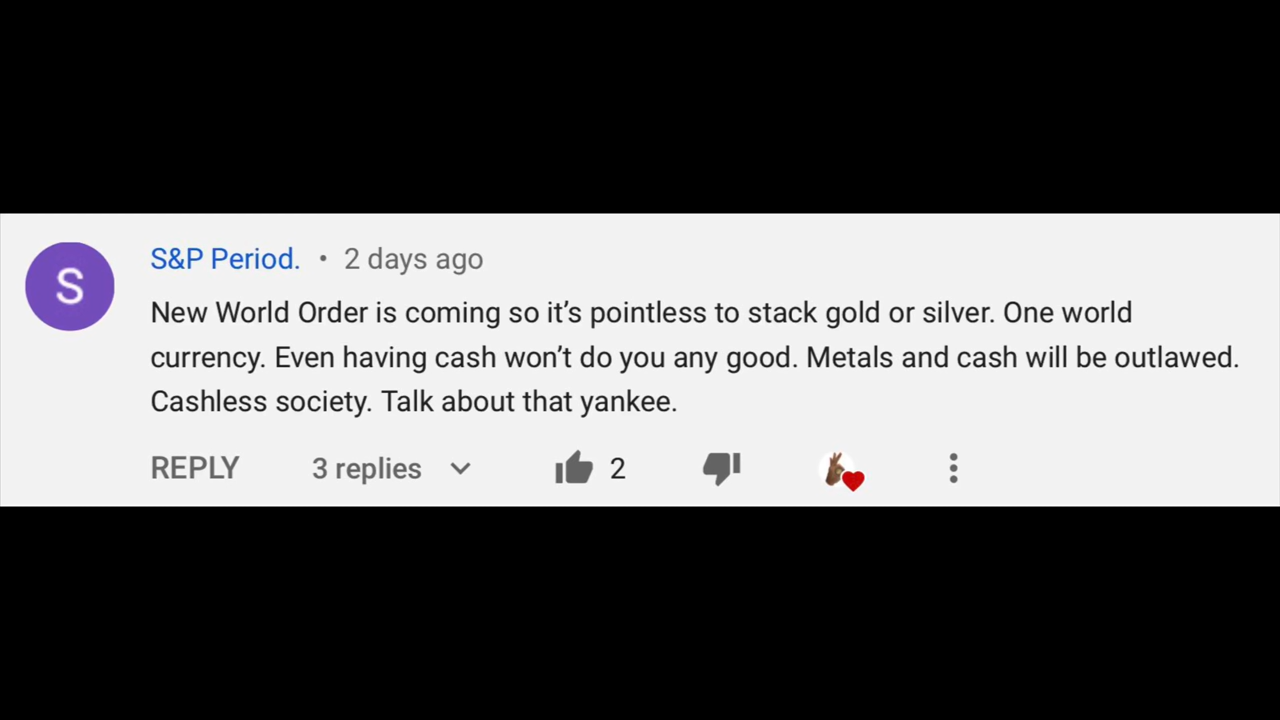 S
S&P Period. • 2 days ago
New World Order is coming so it’s pointless to stack gold or silver. One world
currency. Even having cash won’t do you any good. Metals and cash will be outlawed.
Cashless society. Talk about that yankee.
REPLY 3 replies 2